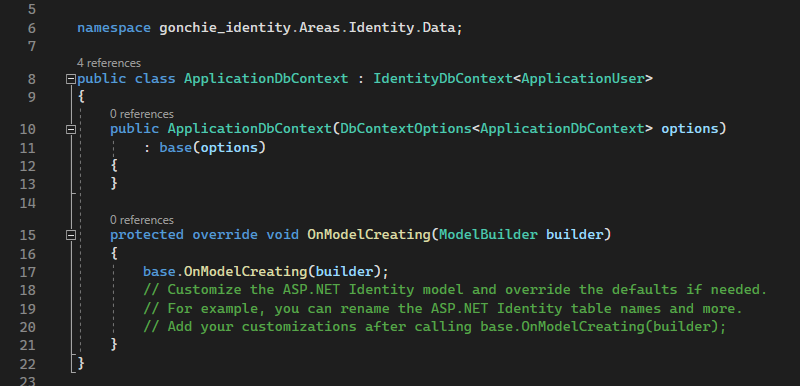 5
6 namespace gonchie_identity.Areas.Identity.Data;
7
4 references
8 public class ApplicationDbContext : IdentityDbContext<ApplicationUser>
9 {
0 references
10 public ApplicationDbContext(DbContextOptions<ApplicationDbContext> options)
11 : base(options)
12 {
13 }
14
0 references
15 protected override void OnModelCreating(ModelBuilder builder)
16 {
17 base.OnModelCreating(builder);
18 // Customize the ASP.NET Identity model and override the defaults if needed.
19 // For example, you can rename the ASP.NET Identity table names and more.
20 // Add your customizations after calling base.OnModelCreating(builder);
21 }
22 }
23